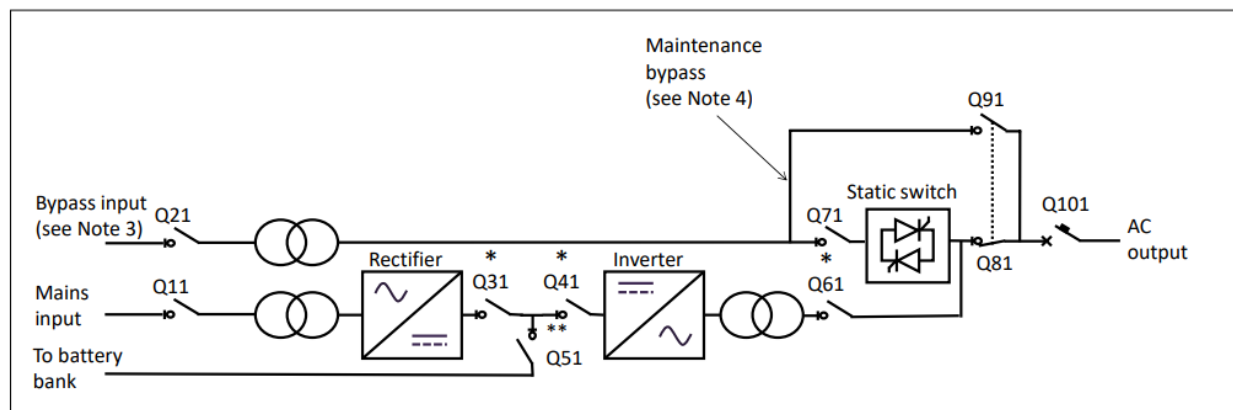 Maintenance
bypass
(see Note 4)
Q91
Static switch
Bypass input
(see Note 3)
Q21
Q71
Q101
AC
output
*
*
*
Rectifier
Q31
Q41
Inverter
Q61
Q81
Mains
input
Q11
**
Q51
To battery
bank